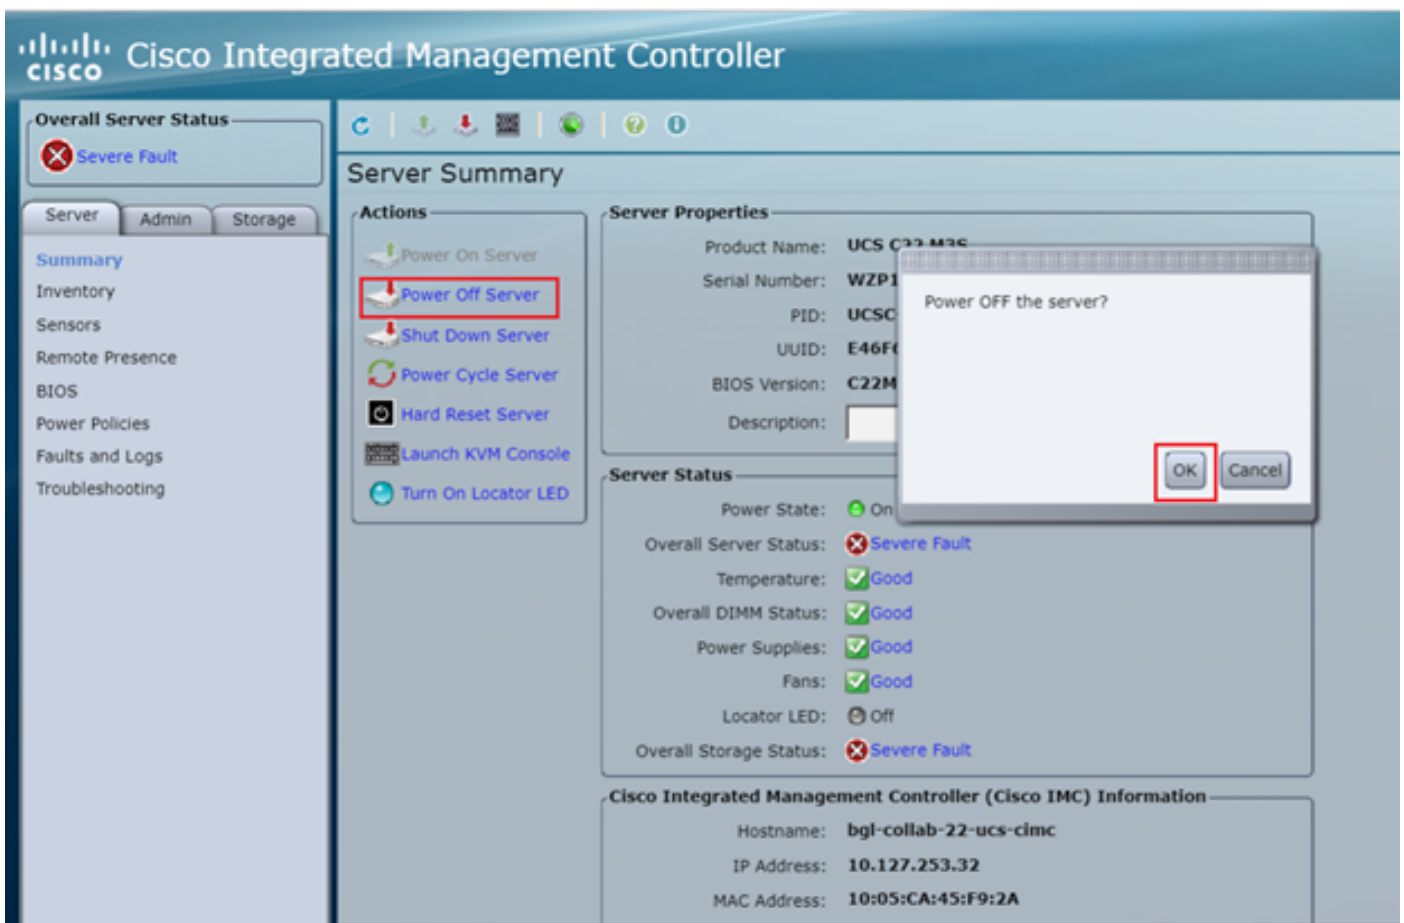 CISCO Cisco Integrated Management Controller
Overall Server Status
Severe Fault
Server Admin Storage
Summary
Inventory
Sensors
Remote Presence
BIOS
Power Policies
Faults and Logs
Troubleshooting
Server Summary
Actions
Power On Server
Power Off Server
Shut Down Server
Power Cycle Server
Hard Reset Server
Launch KVM Console
Turn On Locator LED
Server Properties
Product Name: UCS C22 M3S
Serial Number: WZP1
PID: UCSC
UUID:
BIOS Version: C22M
Description:
Power OFF the server?
OK Cancel
Server Status
Power State: On
Overall Server Status: Severe Fault
Temperature: Good
Overall DIMM Status: Good
Power Supplies: Good
Fans: Good
Locator LED: Off
Overall Storage Status: Severe Fault
Cisco Integrated Management Controller (Cisco IMC) Information
Hostname: bgl-collab-22-ucs-cimc
IP Address: 10.127.253.32
MAC Address: 10:05:CA:45:F9:2A